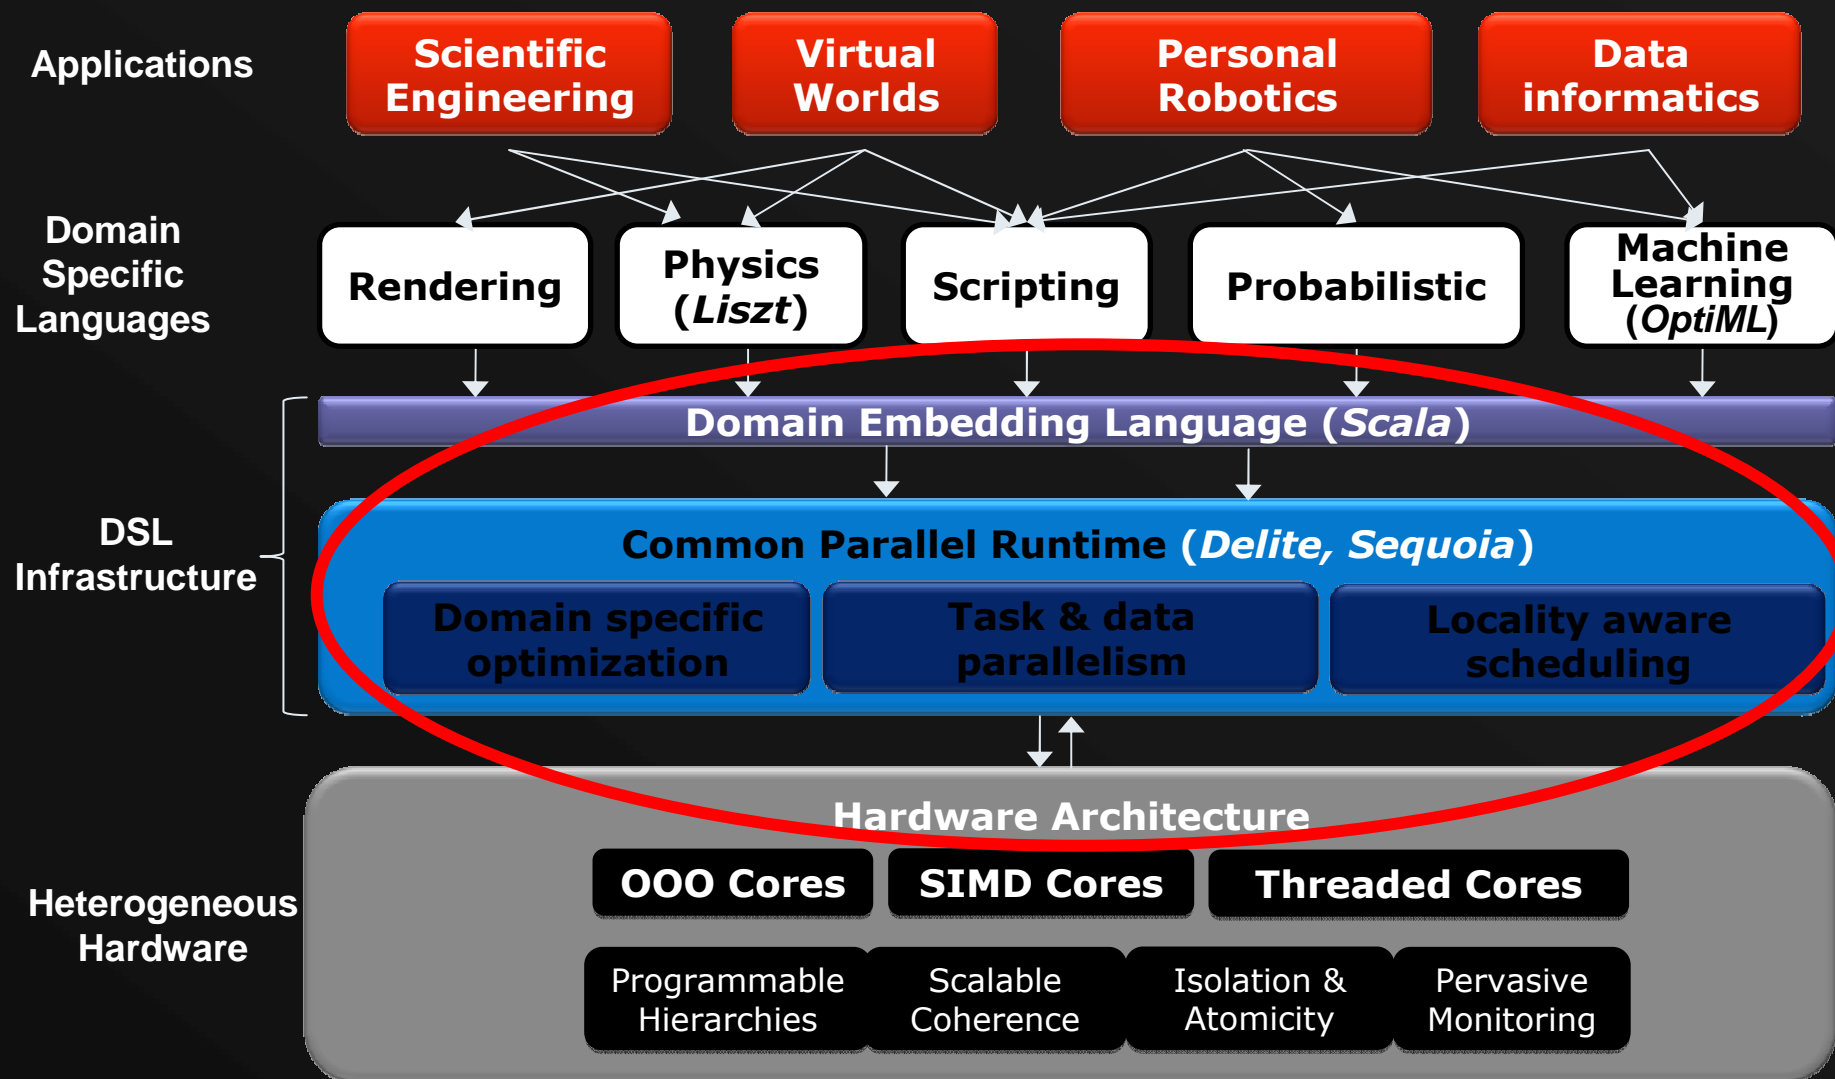 Applications
Scientific
Engineering
Virtual
Worlds
Personal
Robotics
Data
informatics
Domain
Specific
Languages
Rendering
Physics
(Liszt)
Scripting
Probabilistic
Machine
Learning
(OptiML)
Domain Embedding Language (Scala)
DSL
Infrastructure
Common Parallel Runtime (Delite, Sequoia)
Domain specific
optimization
Task & data
parallelism
Locality aware
scheduling
Heterogeneous
Hardware
Hardware Architecture
OOO Cores
SIMD Cores
Threaded Cores
Programmable
Hierarchies
Scalable
Coherence
Isolation &
Atomicity
Pervasive
Monitoring